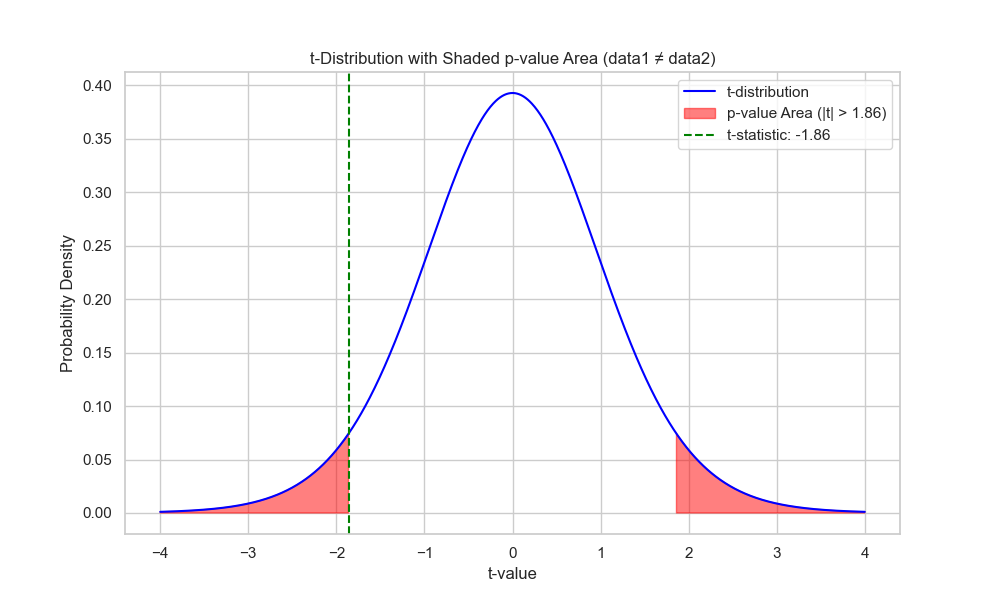 t-Distribution with Shaded p-value Area (data1 ≠ data2)
t-distribution
p-value Area (|t| > 1.86)
t-statistic: -1.86
Probability Density
0.40
0.35
0.30
0.25
0.20
0.15
0.10
0.05
0.00
−4 −3 −2 −1 0 1 2 3 4
t-value